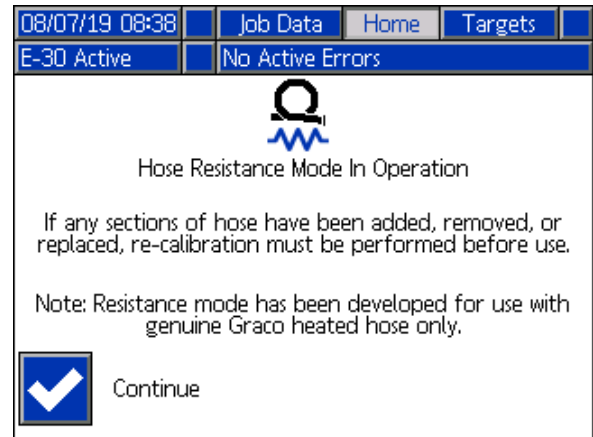 08/07/19 08:38 Job Data Home Targets
E-30 Active No Active Errors
Hose Resistance Mode In Operation
If any sections of hose have been added, removed, or
replaced, re-calibration must be performed before use.
Note: Resistance mode has been developed for use with
genuine Graco heated hose only.
Continue